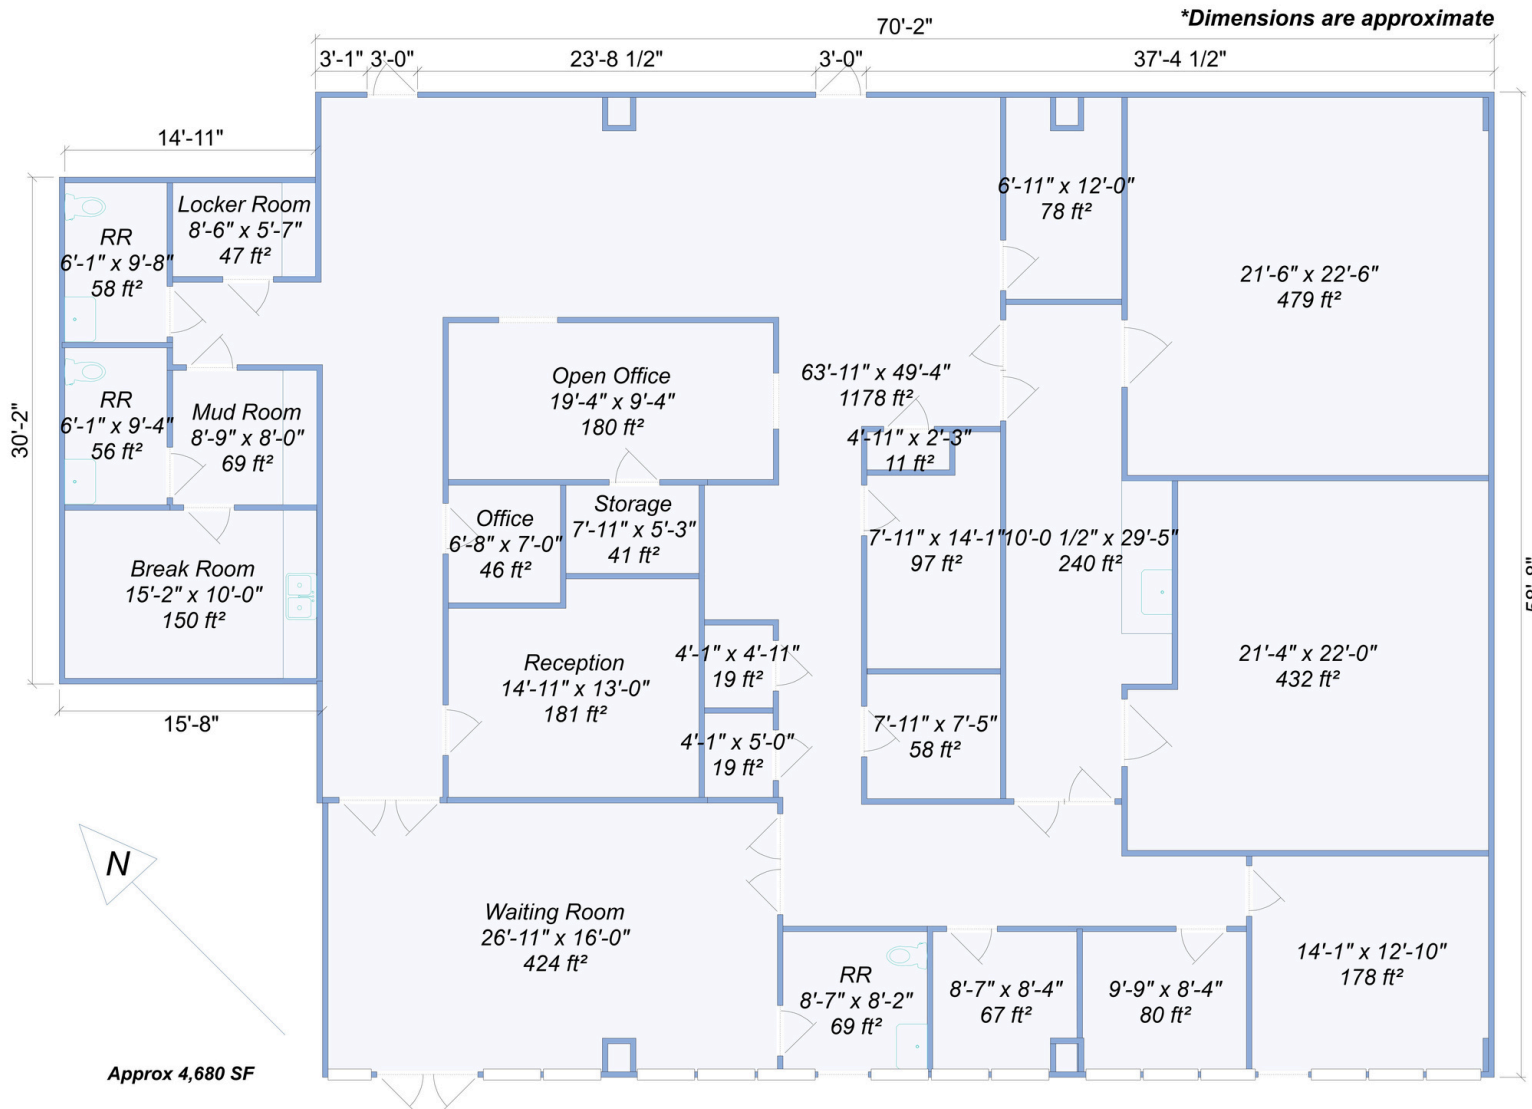 *Dimensions are approximate
70'-2"
3'-1" 3'-0"
23'-8 1/2"
3'-0"
37'-4 1/2"
14'-11"
Locker Room
8'-6" x 5'-7"
47 ft²
RR
6'-1" x 9'-8"
58 ft²
6'-11" x 12'-0"
78 ft²
21'-6" x 22'-6"
479 ft²
30'-2"
RR
6'-1" x 9'-4"
56 ft²
Mud Room
8'-9" x 8'-0"
69 ft²
Open Office
19'-4" x 9'-4"
180 ft²
63'-11" x 49'-4"
1178 ft²
4'-11" x 2'-3"
11 ft²
Office
6'-8" x 7'-0"
46 ft²
Storage
7'-11" x 5'-3"
41 ft²
7'-11" x 14'-1"
97 ft²
10'-0 1/2" x 29'-5"
240 ft²
58'-8"
Break Room
15'-2" x 10'-0"
150 ft²
Reception
14'-11" x 13'-0"
181 ft²
4'-1" x 4'-11"
19 ft²
21'-4" x 22'-0"
432 ft²
15'-8"
4'-1" x 5'-0"
19 ft²
7'-11" x 7'-5"
58 ft²
N
Waiting Room
26'-11" x 16'-0"
424 ft²
RR
8'-7" x 8'-2"
69 ft²
8'-7" x 8'-4"
67 ft²
9'-9" x 8'-4"
80 ft²
14'-1" x 12'-10"
178 ft²
Approx 4,680 SF